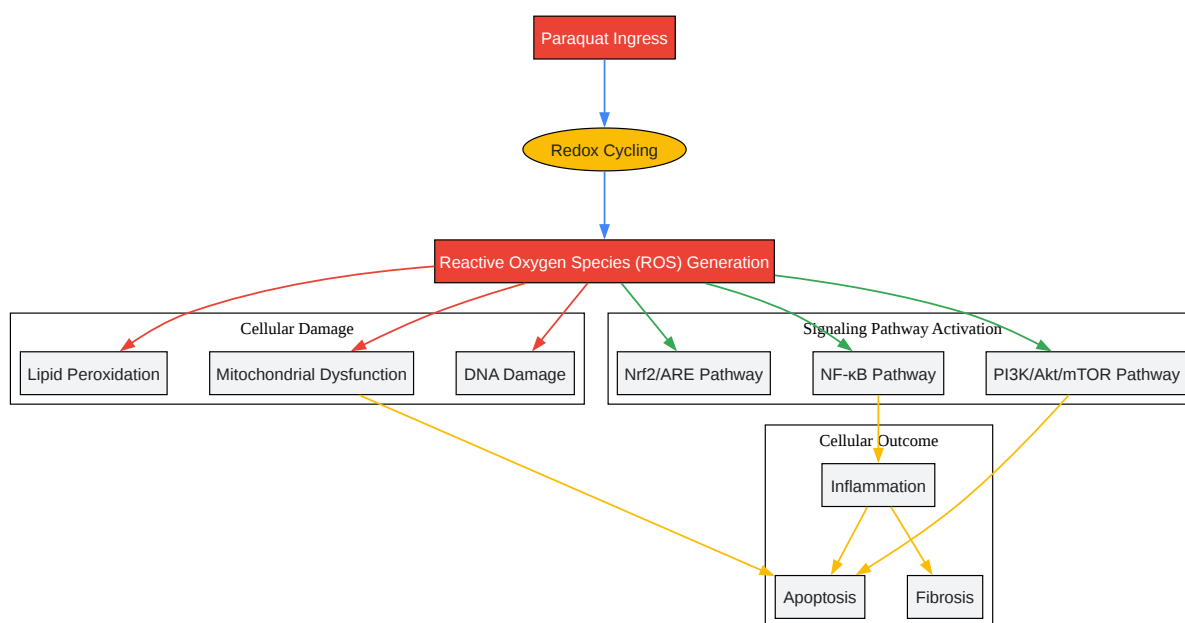 Paraquat Ingress
Redox Cycling
Reactive Oxygen Species (ROS) Generation
Cellular Damage
Signaling Pathway Activation
Lipid Peroxidation
Mitochondrial Dysfunction
DNA Damage
Nrf2/ARE Pathway
NF-κB Pathway
PI3K/Akt/mTOR Pathway
Cellular Outcome
Inflammation
Apoptosis
Fibrosis